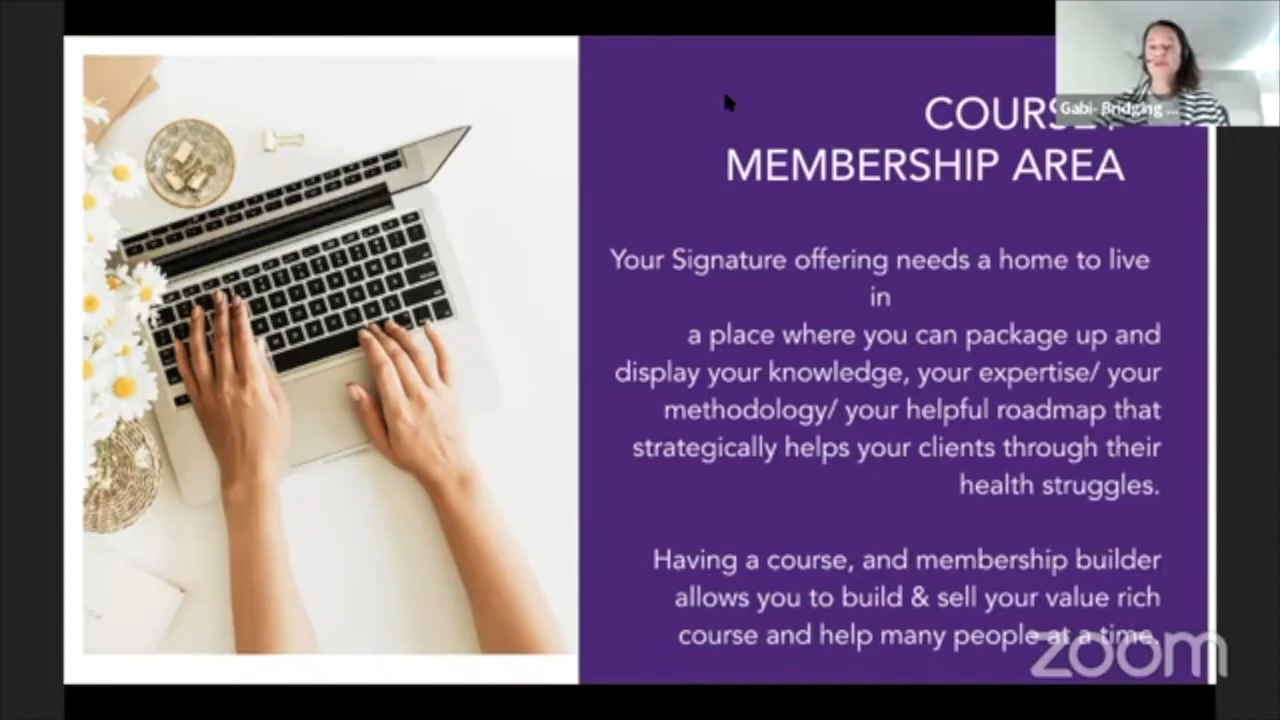 COURSE /
MEMBERSHIP AREA
Gabi- Bridging ...
Your Signature offering needs a home to live
in
a place where you can package up and
display your knowledge, your expertise/ your
methodology/ your helpful roadmap that
strategically helps your clients through their
health struggles.
Having a course, and membership builder
allows you to build & sell your value rich
course and help many people at a time.
zoom